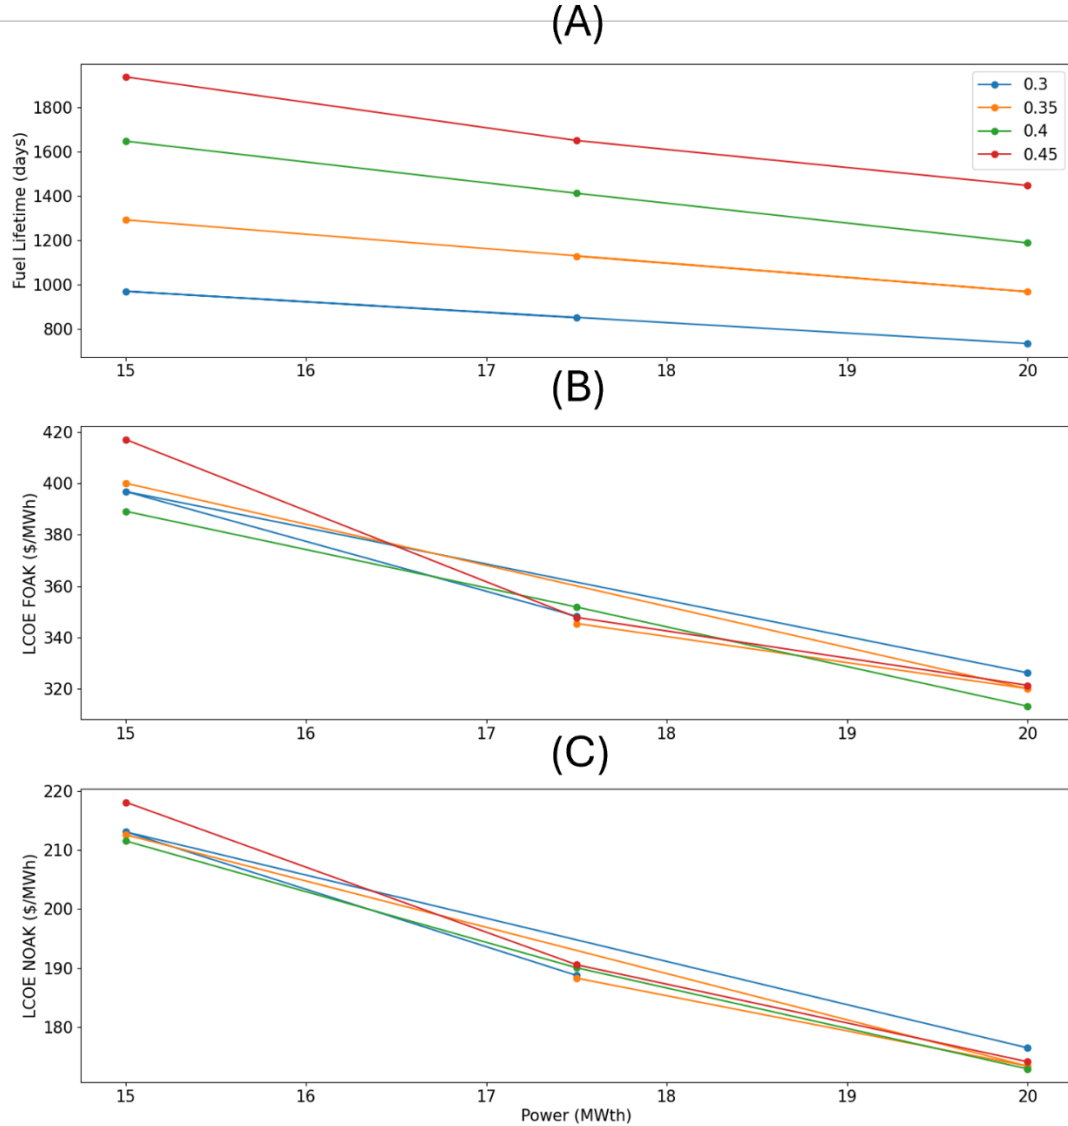 (A)
Fuel Lifetime (days)
1800
1600
1400
1200
1000
800
0.3
0.35
0.4
0.45
15 16 17 18 19 20
(B)
LCOE FOAK ($/MWh)
420
400
380
360
340
320
15 16 17 18 19 20
(C)
LCOE NOAK ($/MWh)
220
210
200
190
180
15 16 17 18 19 20
Power (MWth)